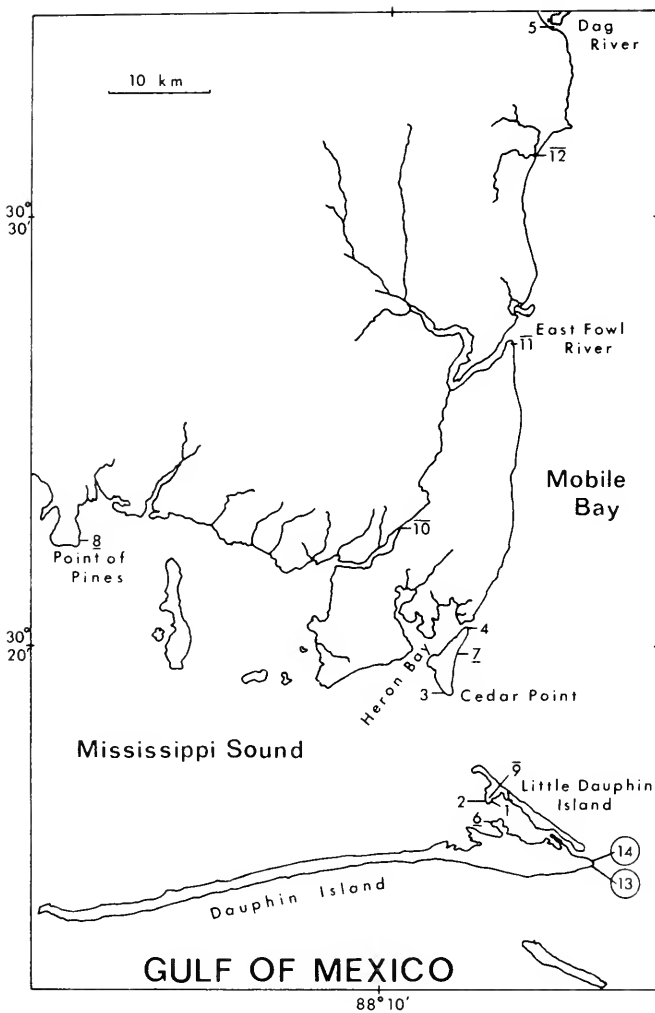 5
Dag
River
10 km
12
30°
30'
East Fowl
River
11
Mobile
Bay
10
8
Point of
Pines
4
30°
20'
7
Heron Bay
3
Cedar Point
Mississippi Sound
9
Little Dauphin
Island
2
1
6
14
13
Dauphin Island
GULF OF MEXICO
88°10'